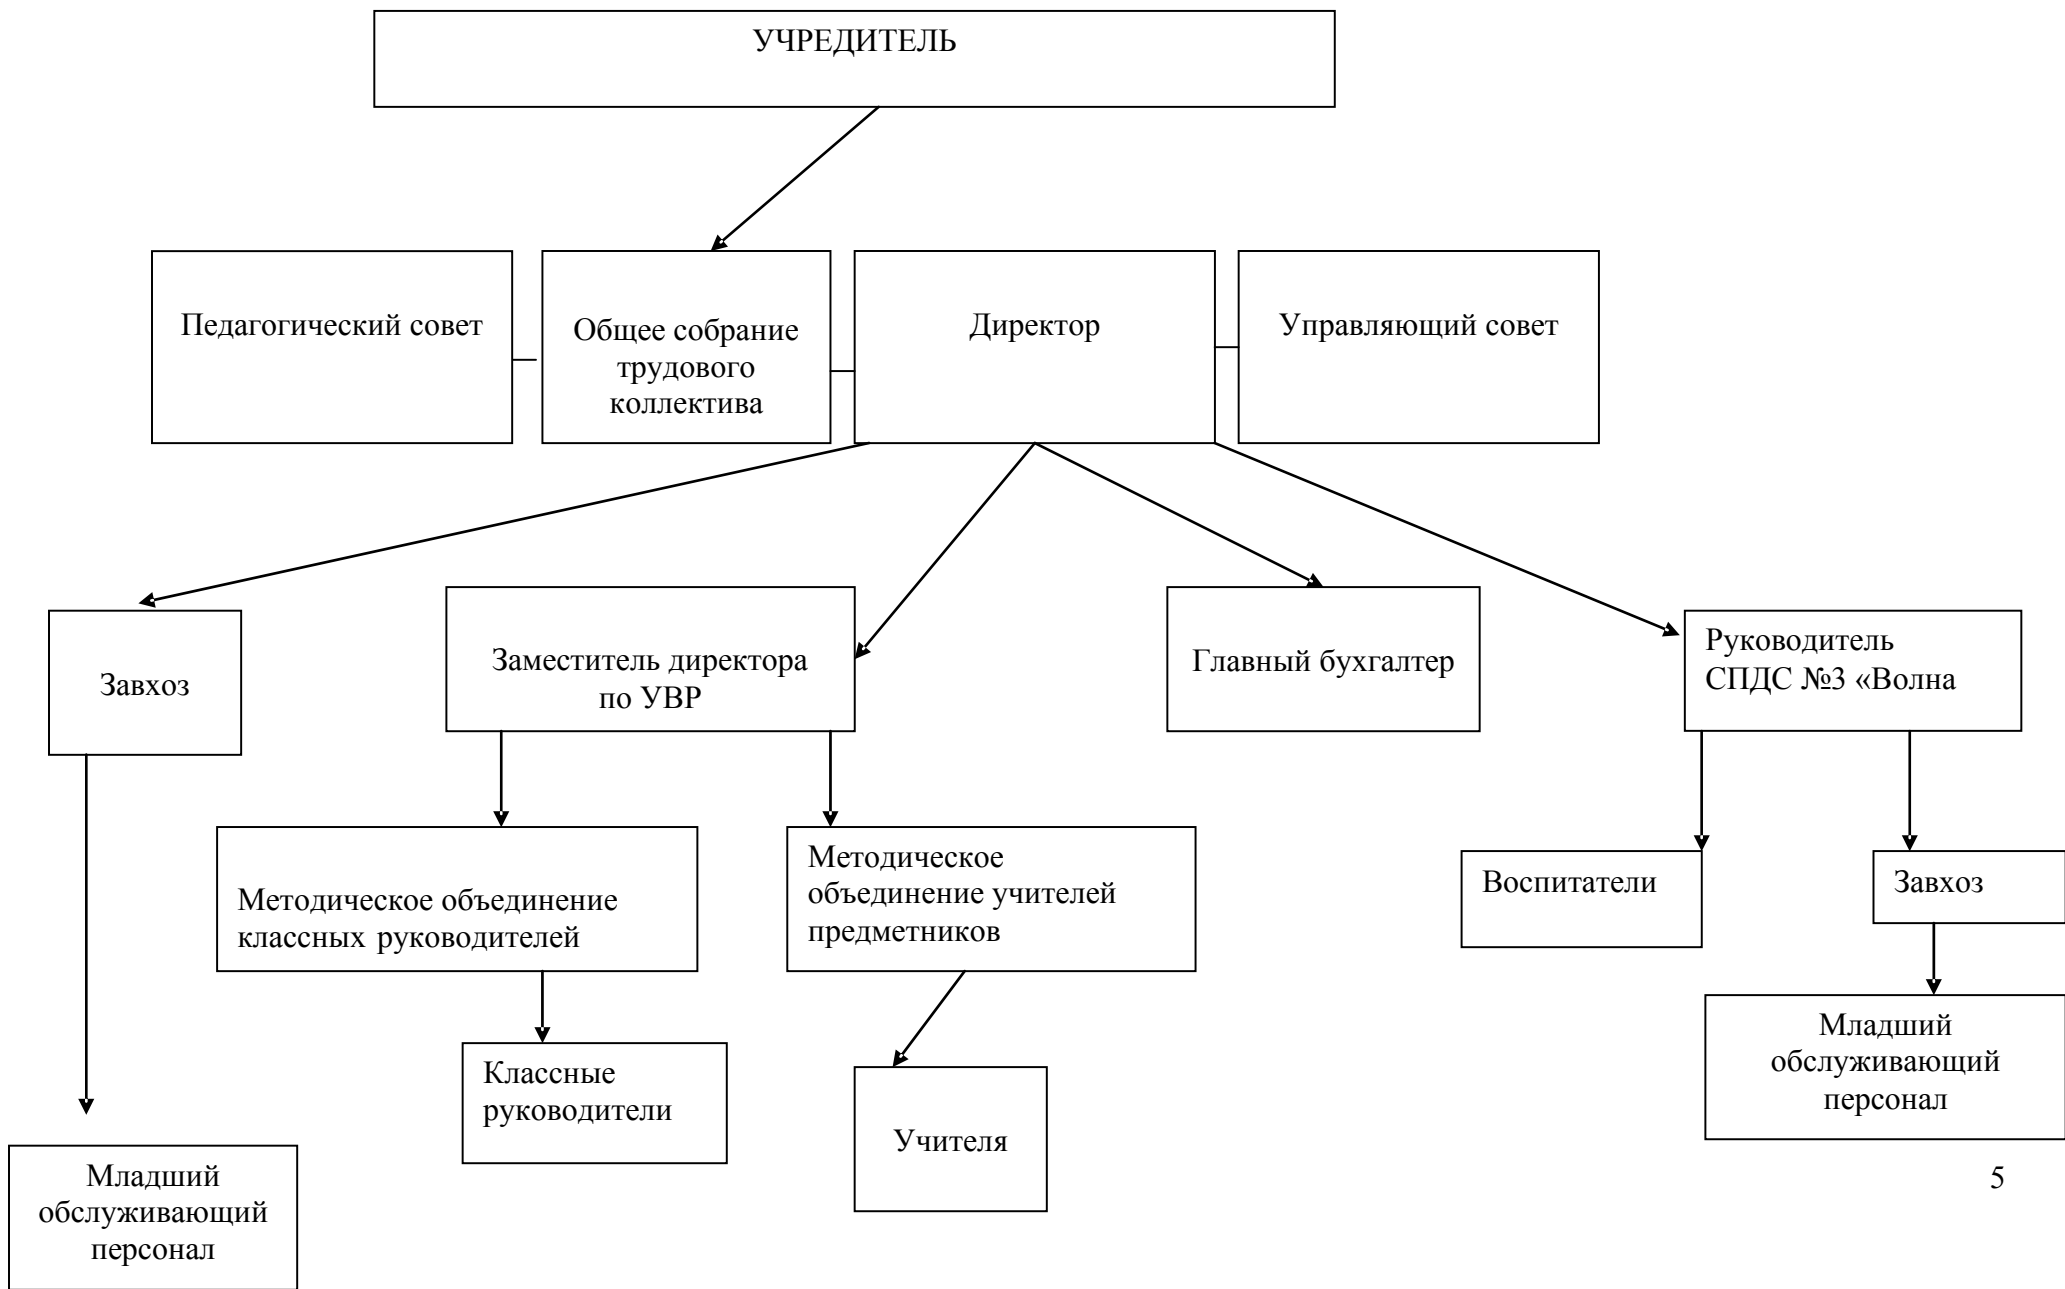 УЧРЕДИТЕЛЬ
Педагогический совет
Общее собрание
трудового
коллектива
Директор
Управляющий совет
Завхоз
Заместитель директора
по УВР
Главный бухгалтер
Руководитель
СПДС №3 «Волна
Методическое объединение
классных руководителей
Методическое
объединение учителей
предметников
Воспитатели
Завхоз
Классные
руководители
Учителя
Младший
обслуживающий
персонал
Младший
обслуживающий
персонал
5